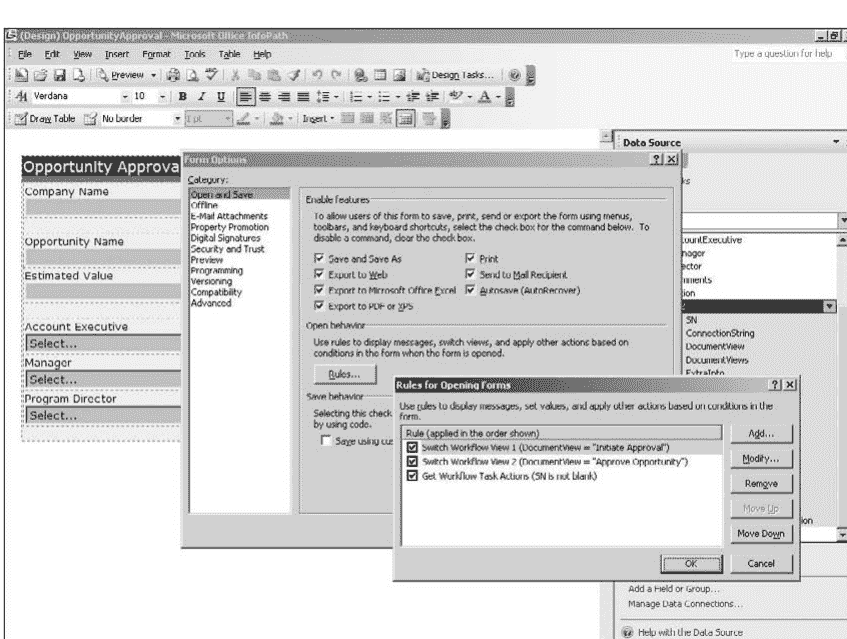 (Design) OpportunityApproval - Microsoft Office InfoPath
File Edit View Insert Format Tools Table Help
Type a question for help
Preview
Design Tasks...
Verdana
10
B I U
Draw Table
No border
1 pt
Insert
Data Source
Opportunity Approva
Company Name
Opportunity Name
Estimated Value
Account Executive
Select...
Manager
Select...
Program Director
Select...
Form Options
Category:
Open and Save
Offline
E-Mail Attachments
Property Promotion
Digital Signatures
Security and Trust
Preview
Programming
Versioning
Compatibility
Advanced
Enable features
To allow users of this form to save, print, send or export the form using menus,
toolbars, and keyboard shortcuts, select the check box for the command below. To
disable a command, clear the check box.
Save and Save As
Print
Export to Web
Send to Mail Recipient
Export to Microsoft Office Excel
Autosave (AutoRecover)
Export to PDF or XPS
Open behavior
Use rules to display messages, switch views, and apply other actions based on
conditions in the form when the form is opened.
Rules...
Save behavior
Selecting this check
by using code.
Save using cus
Rules for Opening Forms
Use rules to display messages, set values, and apply other actions based on conditions in the
form.
Rule (applied in the order shown)
Switch Workflow View 1 (DocumentView = "Initiate Approval")
Switch Workflow View 2 (DocumentView = "Approve Opportunity")
Get Workflow Task Actions (SN is not blank)
Add...
Modify...
Remove
Move Up
Move Down
OK
Cancel
ks
ountExecutive
nager
ector
mments
ion
SN
ConnectionString
DocumentView
DocumentViews
ExtraInfo
ion
Add a Field or Group...
Manage Data Connections...
Help with the Data Source